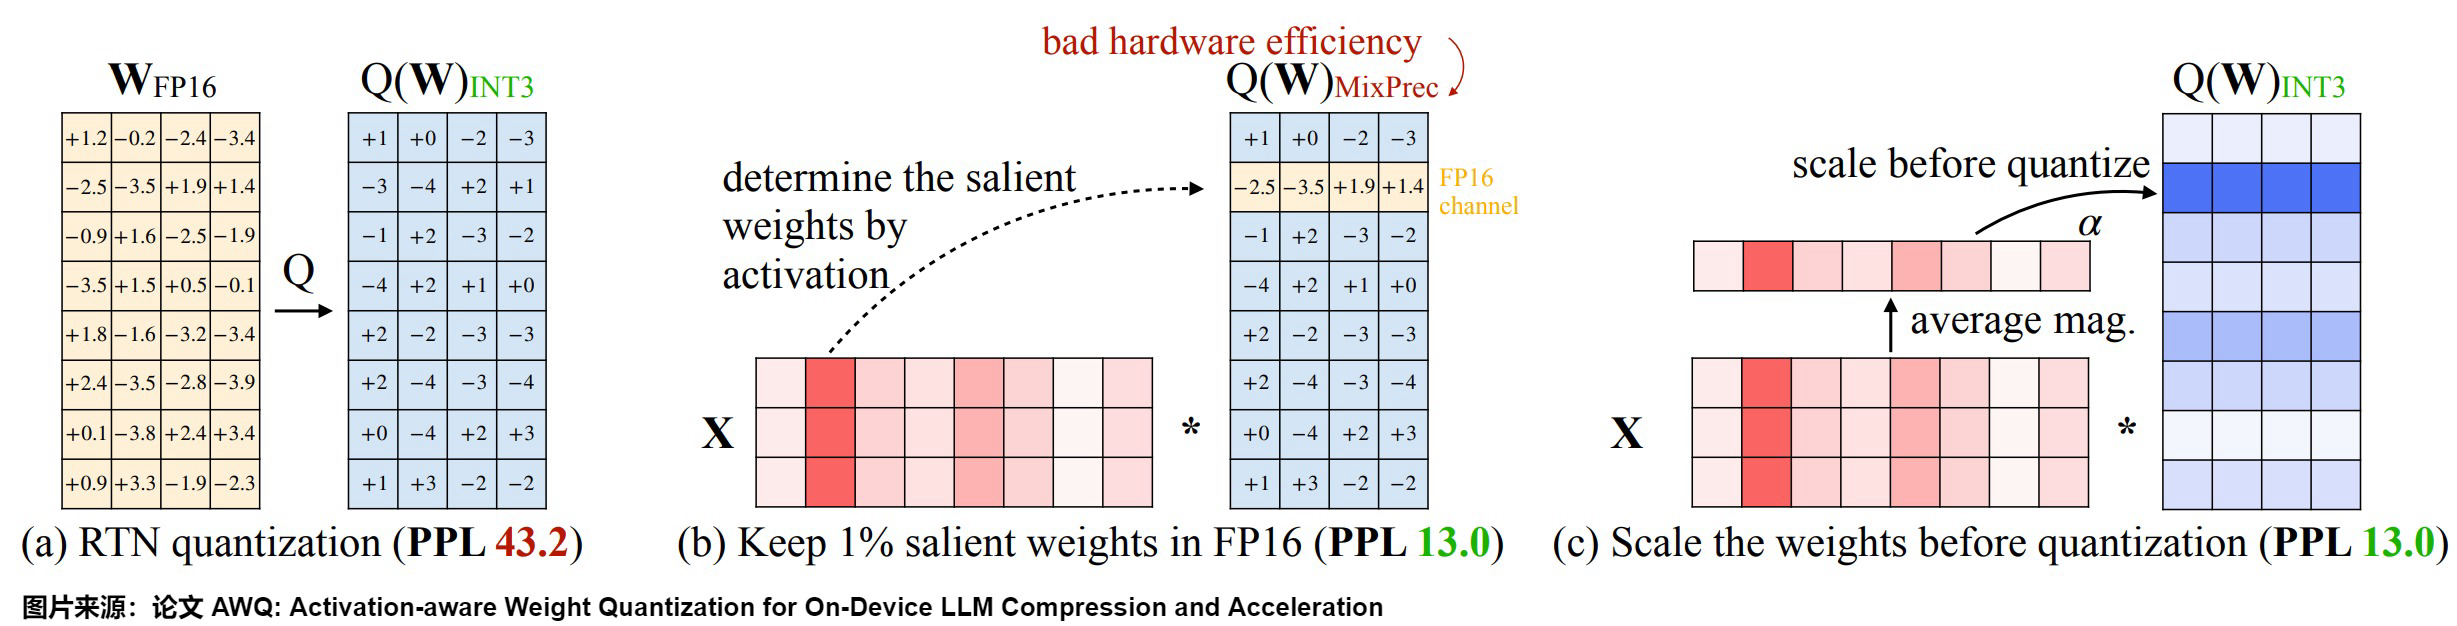 W_FP16
+1.2 −0.2 −2.4 −3.4
−2.5 −3.5 +1.9 +1.4
−0.9 +1.6 −2.5 −1.9
−3.5 +1.5 +0.5 −0.1
+1.8 −1.6 −3.2 −3.4
+2.4 −3.5 −2.8 −3.9
+0.1 −3.8 +2.4 +3.4
+0.9 +3.3 −1.9 −2.3
Q
Q(W)_INT3
+1 +0 −2 −3
−3 −4 +2 +1
−1 +2 −3 −2
−4 +2 +1 +0
+2 −2 −3 −3
+2 −4 −3 −4
+0 −4 +2 +3
+1 +3 −2 −2
(a) RTN quantization (PPL 43.2)
bad hardware efficiency
Q(W)_MixPrec
determine the salient
weights by
activation
+1 +0 −2 −3
−2.5 −3.5 +1.9 +1.4
−1 +2 −3 −2
−4 +2 +1 +0
+2 −2 −3 −3
+2 −4 −3 −4
+0 −4 +2 +3
+1 +3 −2 −2
FP16
channel
X
*
(b) Keep 1% salient weights in FP16 (PPL 13.0)
Q(W)_INT3
scale before quantize
α
average mag.
X
*
(c) Scale the weights before quantization (PPL 13.0)
图片来源：论文 AWQ: Activation-aware Weight Quantization for On-Device LLM Compression and Acceleration